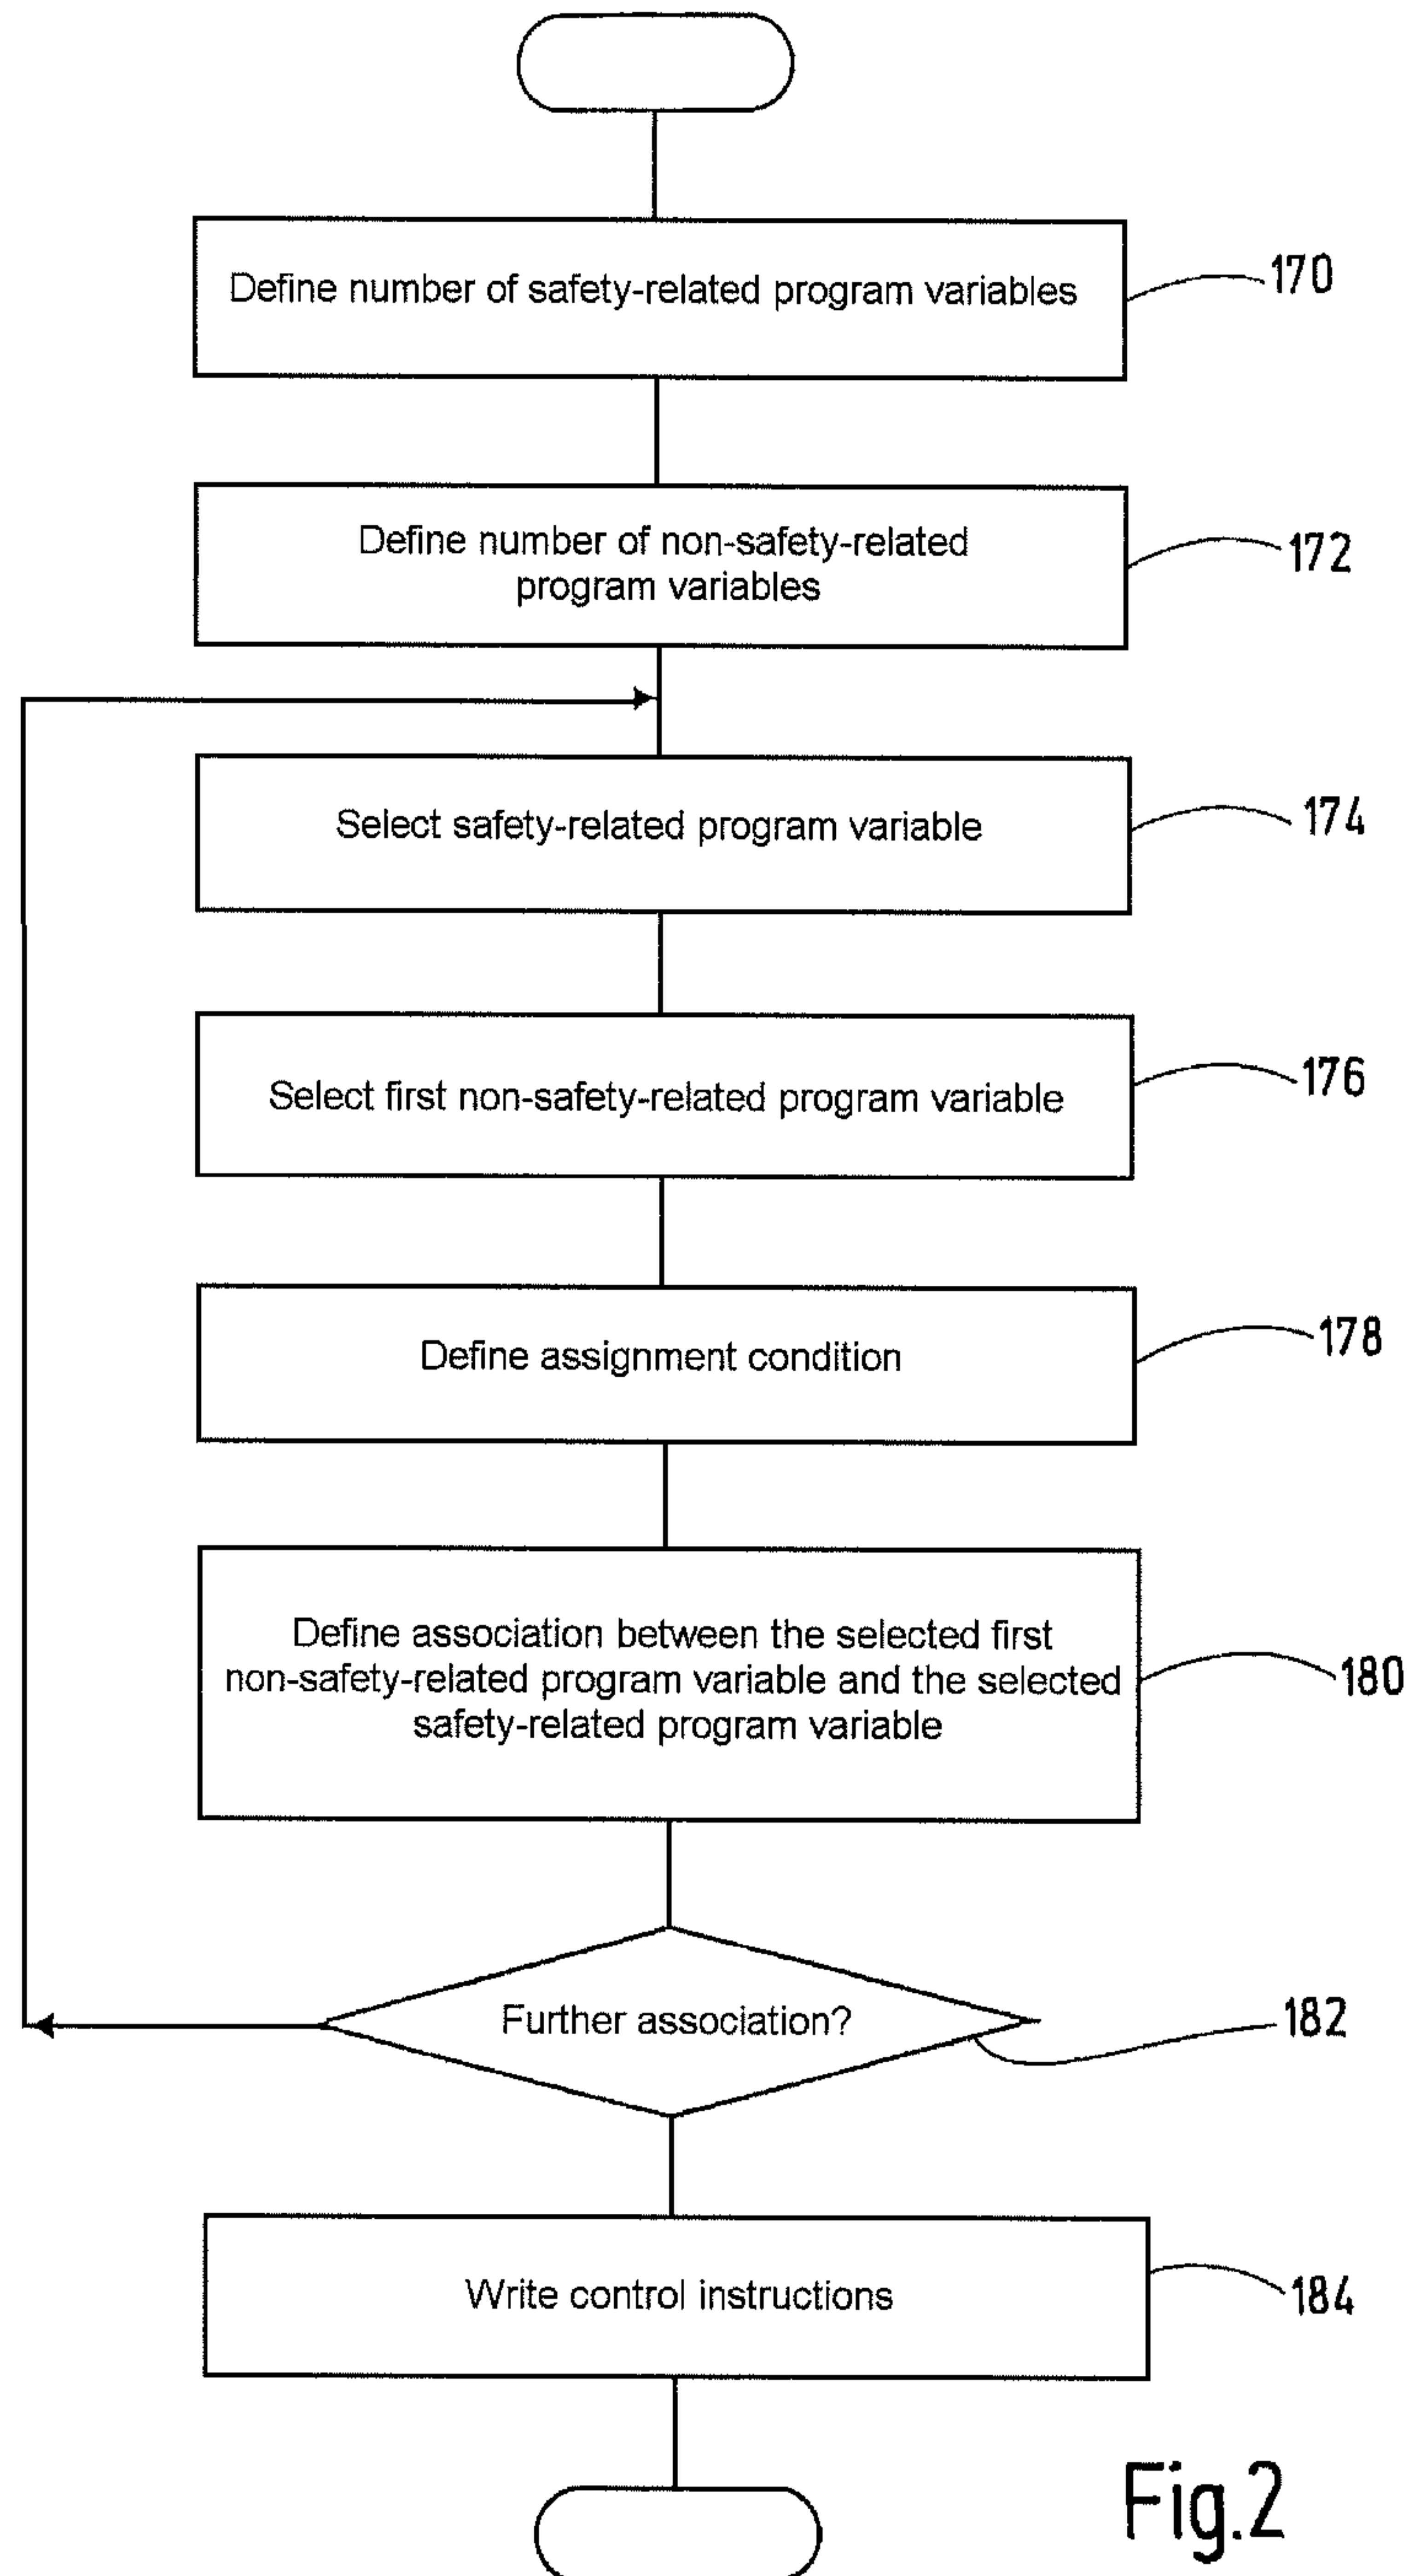 Define number of safety-related program variables
170
Define number of non-safety-related
program variables
172
Select safety-related program variable
174
Select first non-safety-related program variable
176
Define assignment condition
178
Define association between the selected first
non-safety-related program variable and the selected
safety-related program variable
180
Further association?
182
Write control instructions
184
Fig.2